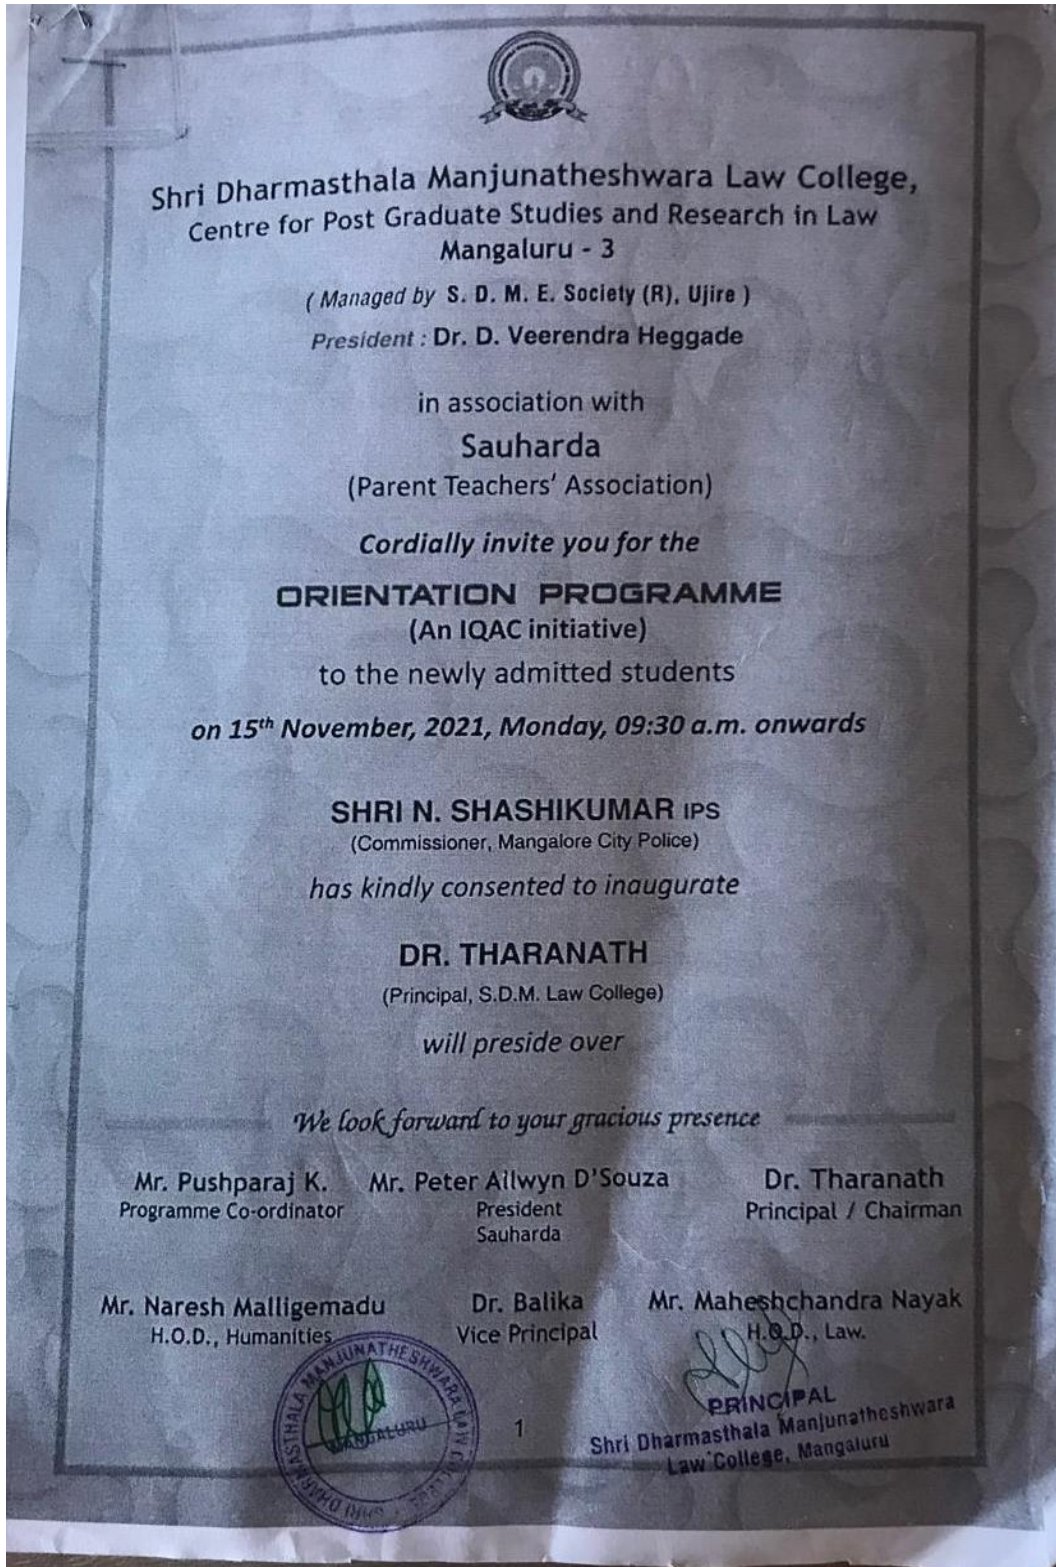 Shri Dharmasthala Manjunatheshwara Law College,
Centre for Post Graduate Studies and Research in Law
Mangaluru - 3
( Managed by S. D. M. E. Society (R), Ujire )
President : Dr. D. Veerendra Heggade
in association with
Sauharda
(Parent Teachers' Association)
Cordially invite you for the
ORIENTATION PROGRAMME
(An IQAC initiative)
to the newly admitted students
on 15th November, 2021, Monday, 09:30 a.m. onwards
SHRI N. SHASHIKUMAR IPS
(Commissioner, Mangalore City Police)
has kindly consented to inaugurate
DR. THARANATH
(Principal, S.D.M. Law College)
will preside over
We look forward to your gracious presence
Mr. Pushparaj K. Mr. Peter Ailwyn D'Souza Dr. Tharanath
Programme Co-ordinator President Principal / Chairman
Sauharda
Mr. Naresh Malligemadu Dr. Balika Mr. Maheshchandra Nayak
H.O.D., Humanities Vice Principal H.O.D., Law.
SHRI DHARMASTHALA MANJUNATHESHWARA LAW COLLEGE
MANGALURU
1
PRINCIPAL
Shri Dharmasthala Manjunatheshwara
Law College, Mangaluru